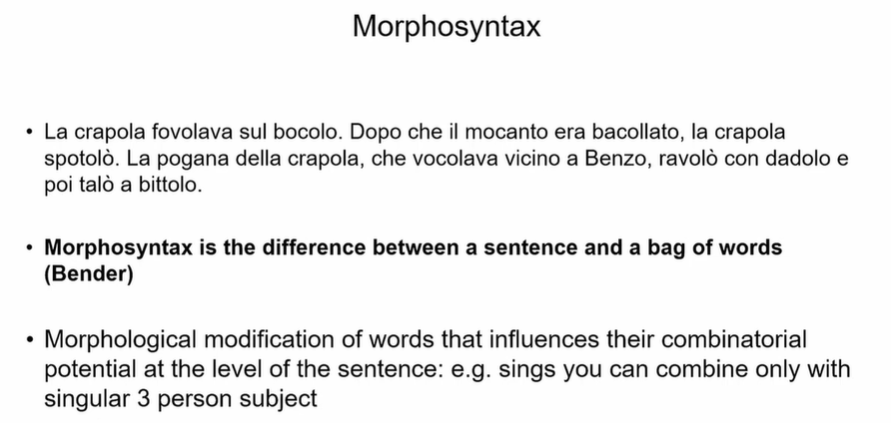 Morphosyntax
• La crapola fovolava sul bocolo. Dopo che il mocanto era bacollato, la crapola
spotolò. La pogana della crapola, che vocolava vicino a Benzo, ravolò con dadolo e
poi talò a bittolo.
• Morphosyntax is the difference between a sentence and a bag of words
(Bender)
• Morphological modification of words that influences their combinatorial
potential at the level of the sentence: e.g. sings you can combine only with
singular 3 person subject